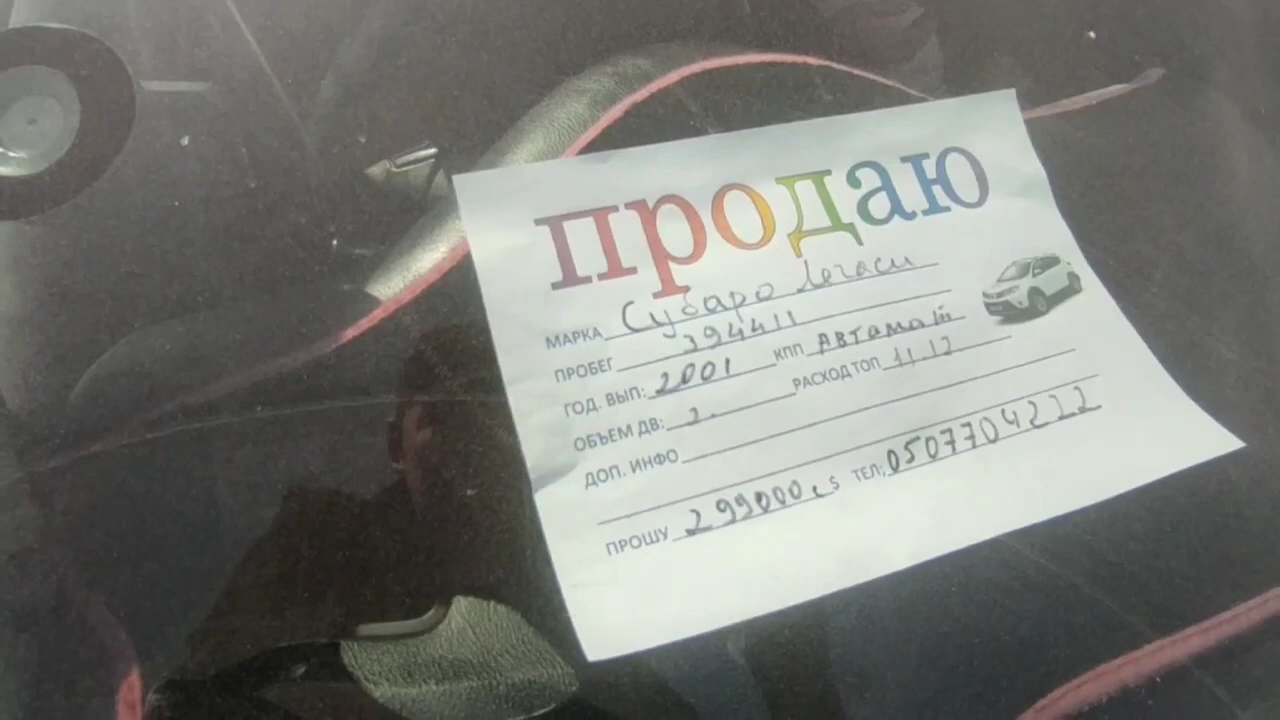 продаю
МАРКА Субаро Легаси
ПРОБЕГ 394411
ГОД. ВЫП: 2001 КПП Автомат
ОБЪЕМ ДВ: 2. РАСХОД ТОП 11.12
ДОП. ИНФО
ПРОШУ 299000 с $ ТЕЛ: 0507704222